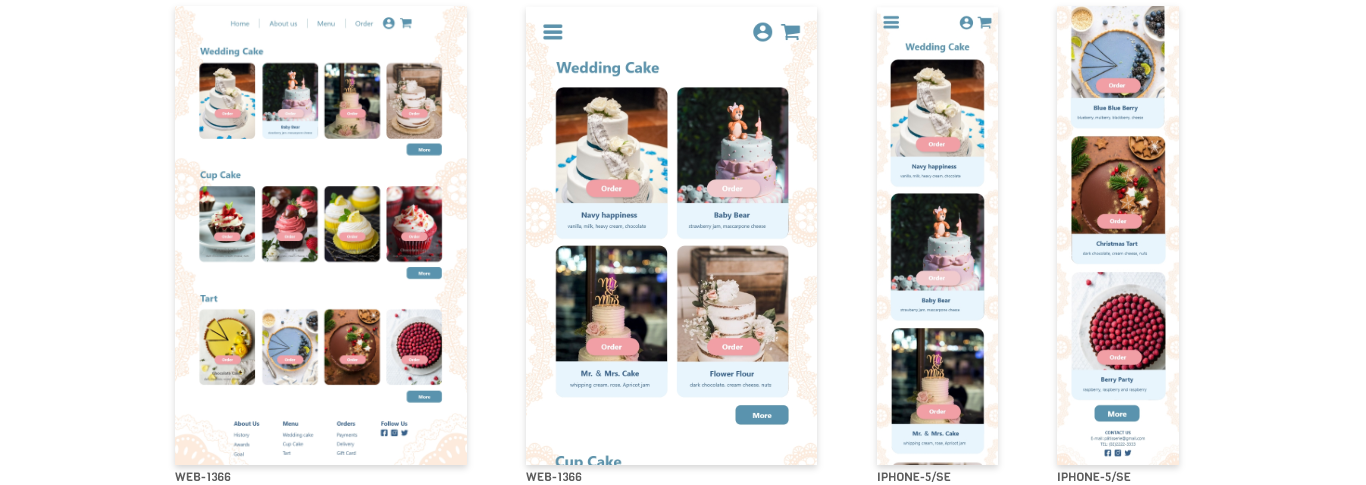 Home
About us
Menu
Order
Wedding Cake
Order
Order
Order
Order
Baby Bear
strawberry jam, mascarpone cheese
More
Cup Cake
Order
Order
Order
Order
More
Tart
Order
Order
Order
Order
Chocolate Tart
More
About Us
Menu
Orders
Follow Us
History
Wedding cake
Payments
Awards
Cup Cake
Delivery
Goal
Tart
Gift Card
WEB-1366
Wedding Cake
Order
Order
Navy happiness
Baby Bear
vanilla, milk, heavy cream, chocolate
strawberry jam, mascarpone cheese
Mr & Mrs
Order
Order
Mr. & Mrs. Cake
Flower Flour
whipping cream, rose, Apricot jam
dark chocolate, cream cheese, nuts
More
Cup Cake
WEB-1366
Wedding Cake
Order
Navy happiness
vanilla, milk, heavy cream, chocolate
Order
Baby Bear
strawberry jam, mascarpone cheese
Mr & Mrs
Order
Mr. & Mrs. Cake
whipping cream, rose, Apricot jam
IPHONE-5/SE
Order
Blue Blue Berry
blueberry, mulberry, blackberry, cheese
Order
Christmas Tart
dark chocolate, cream cheese, nuts
Order
Berry Party
raspberry, raspberry and raspberry
More
CONTACT US
IPHONE-5/SE